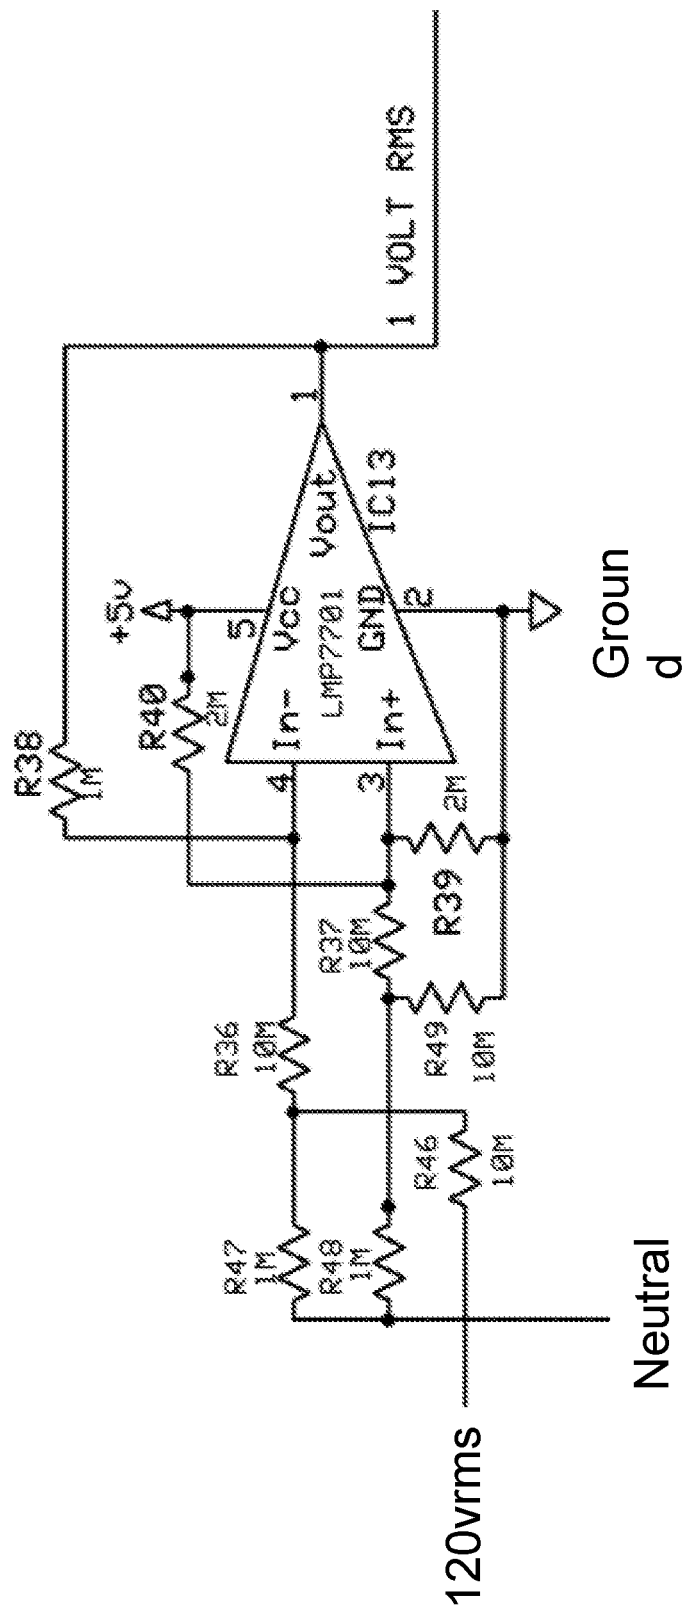 R38
1M
+5v
R40
2M
5
Vcc
1
Vout
1 VOLT RMS
IC13
LMP7701
4
In-
3
In+
GND
2
R39
2M
R36
10M
R37
10M
R49
10M
R47
1M
R48
1M
R46
10M
120vrms
Neutral
Groun
d